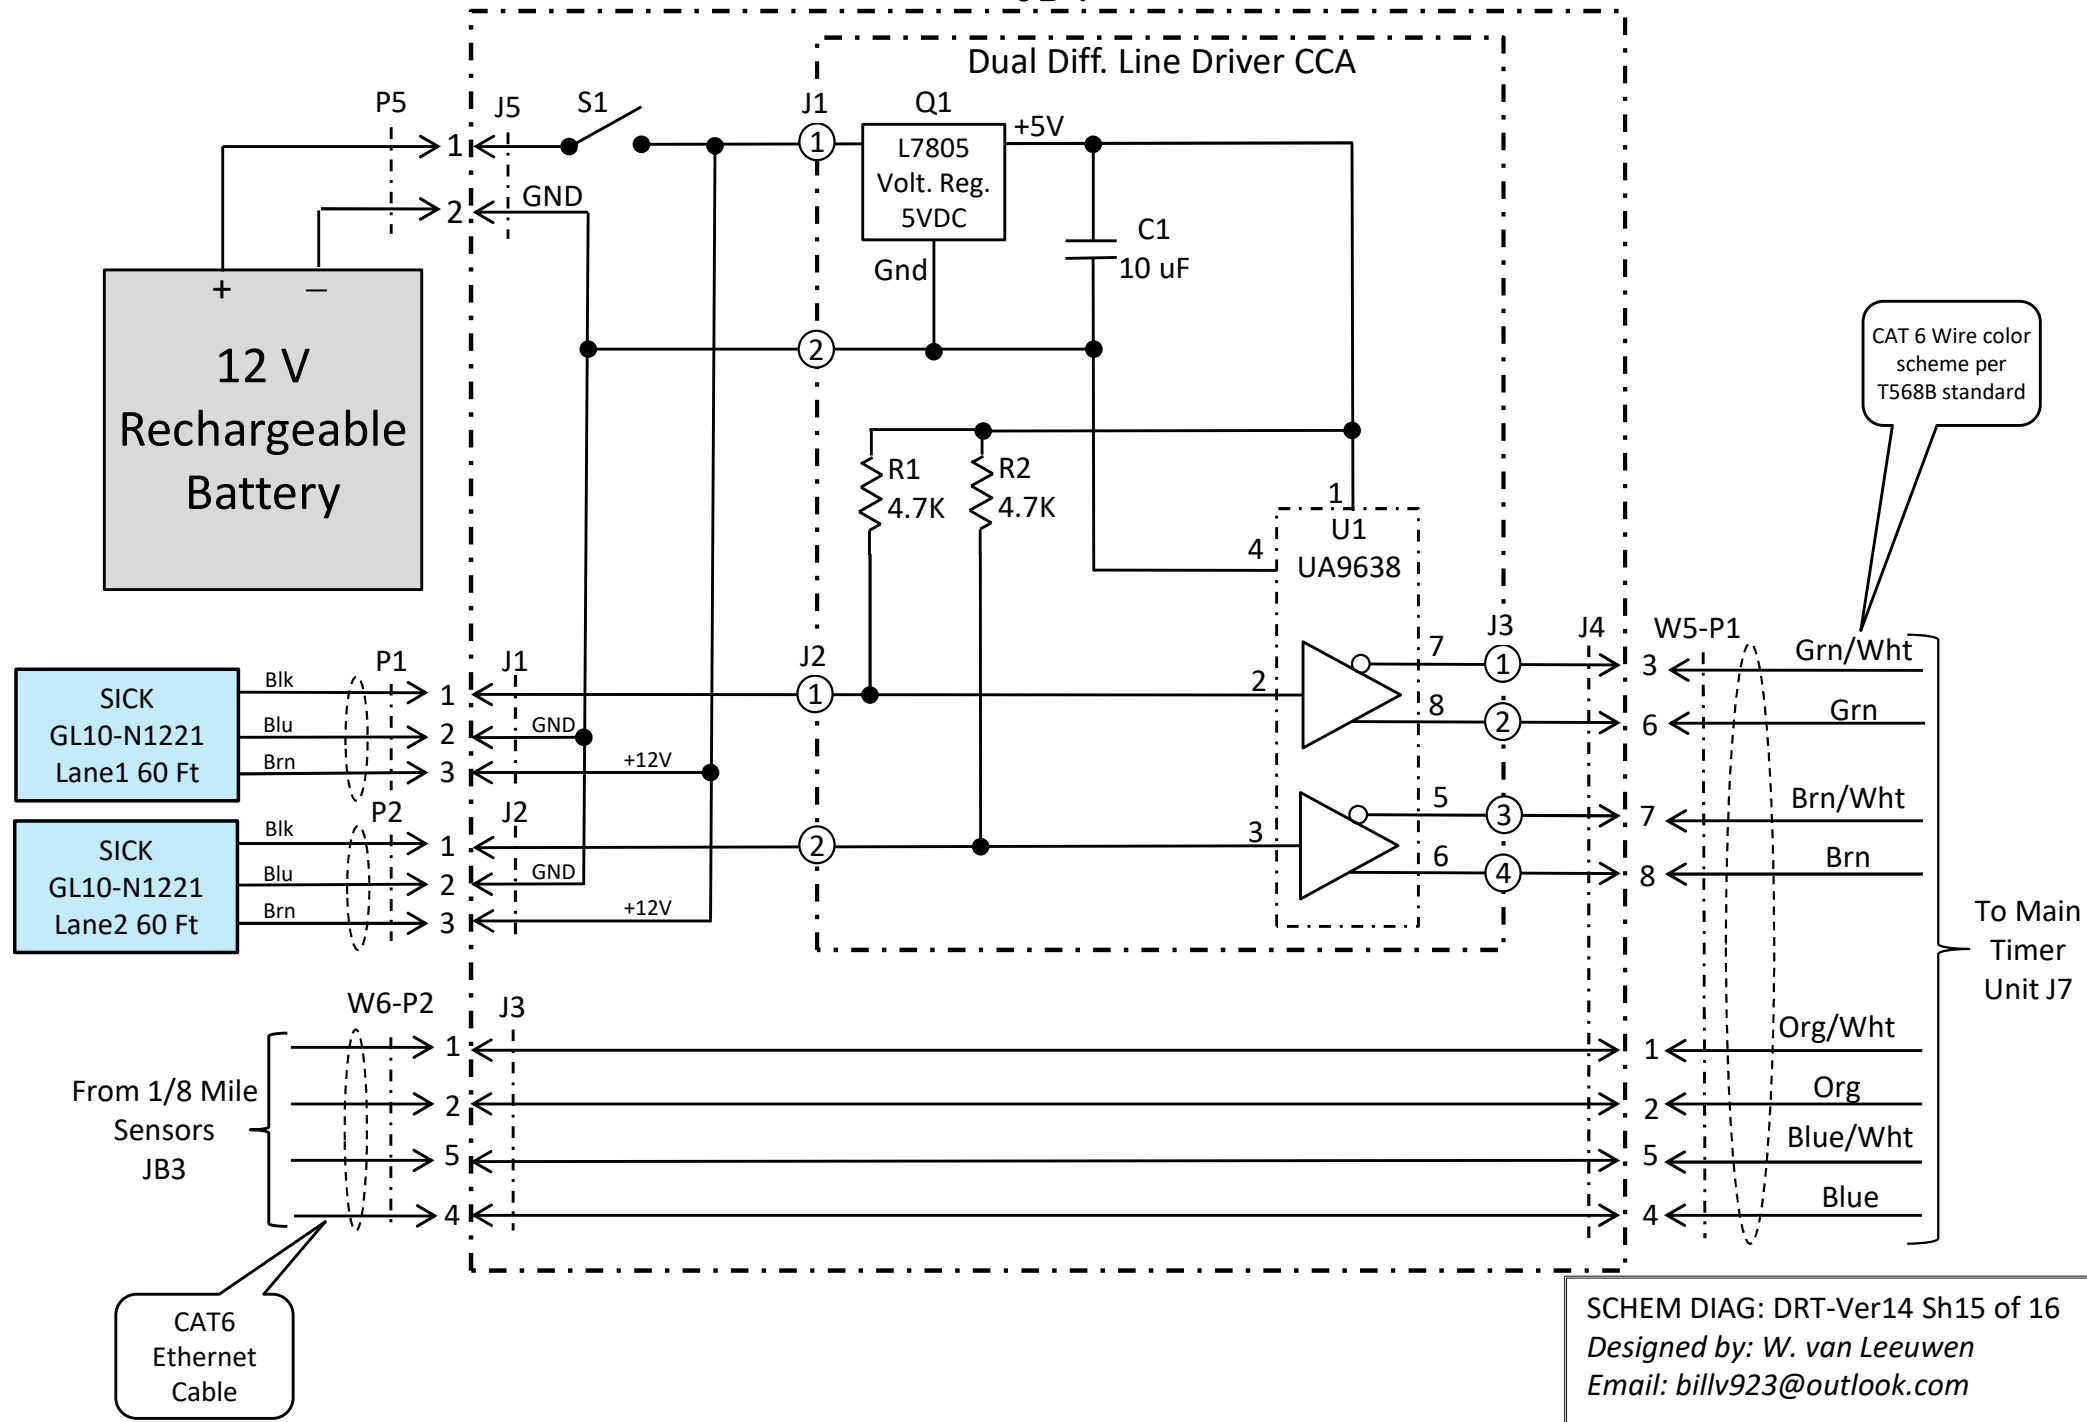 Dual Diff. Line Driver CCA
P5
J5
S1
J1
Q1
+5V
1
1
L7805
Volt. Reg.
5VDC
2
GND
C1
10 uF
Gnd
+
–
2
12 V
Rechargeable
Battery
CAT 6 Wire color
scheme per
T568B standard
R1
4.7K
R2
4.7K
1
U1
UA9638
4
SICK
GL10-N1221
Lane1 60 Ft
Blk
Blu
Brn
P1
1
2
3
J1
GND
+12V
J2
1
2
7
8
J3
1
2
J4
3
6
W5-P1
Grn/Wht
Grn
SICK
GL10-N1221
Lane2 60 Ft
Blk
Blu
Brn
P2
1
2
3
J2
GND
+12V
2
3
5
6
3
4
7
8
Brn/Wht
Brn
To Main
Timer
Unit J7
W6-P2
J3
From 1/8 Mile
Sensors
JB3
1
2
5
4
1
2
5
4
Org/Wht
Org
Blue/Wht
Blue
CAT6
Ethernet
Cable
SCHEM DIAG: DRT-Ver14 Sh15 of 16
Designed by: W. van Leeuwen
Email: billv923@outlook.com